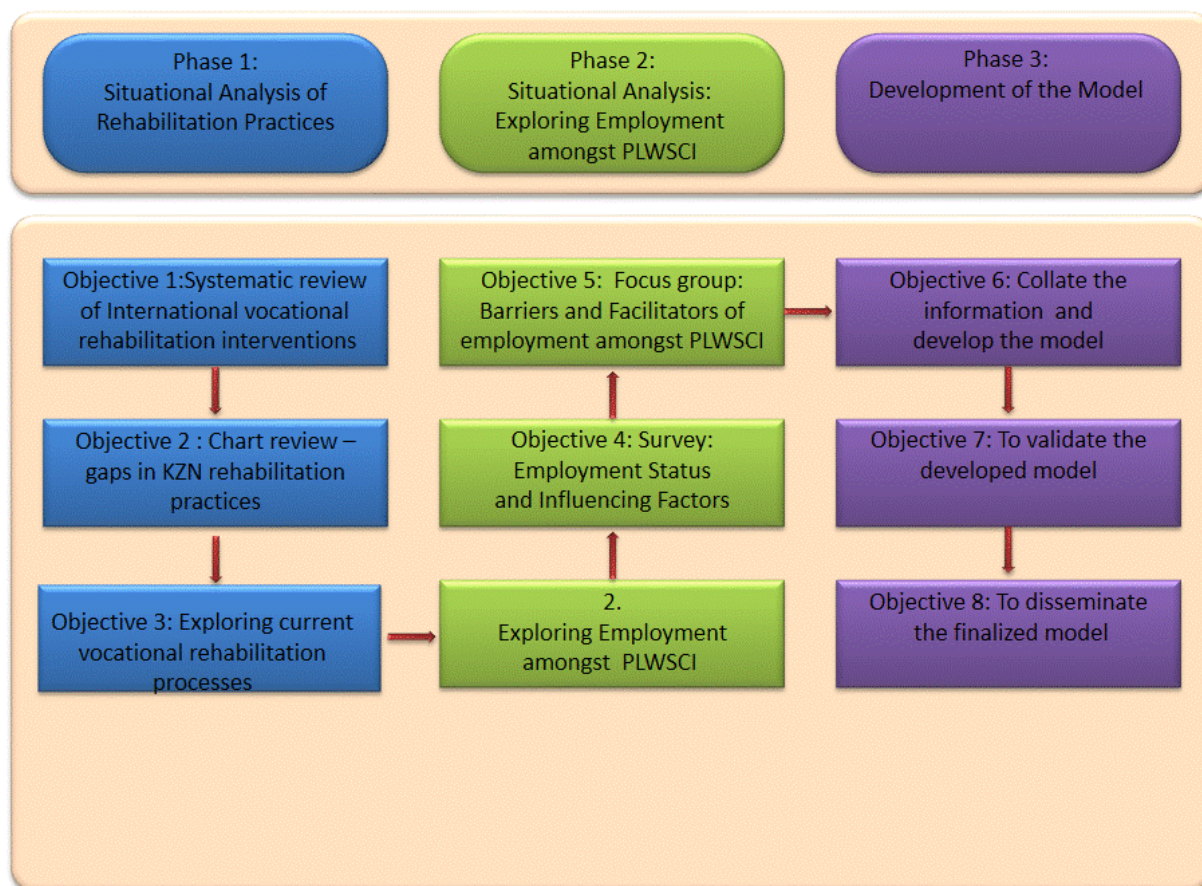 Phase 1:
Situational Analysis of
Rehabilitation Practices
Phase 2:
Situational Analysis:
Exploring Employment
amongst PLWSCI
Phase 3:
Development of the Model
Objective 1:Systematic review
of International vocational
rehabilitation interventions
Objective 2 : Chart review –
gaps in KZN rehabilitation
practices
Objective 3: Exploring current
vocational rehabilitation
processes
2.
Exploring Employment
amongst PLWSCI
Objective 4: Survey:
Employment Status
and Influencing Factors
Objective 5: Focus group:
Barriers and Facilitators of
employment amongst PLWSCI
Objective 6: Collate the
information and
develop the model
Objective 7: To validate the
developed model
Objective 8: To disseminate
the finalized model